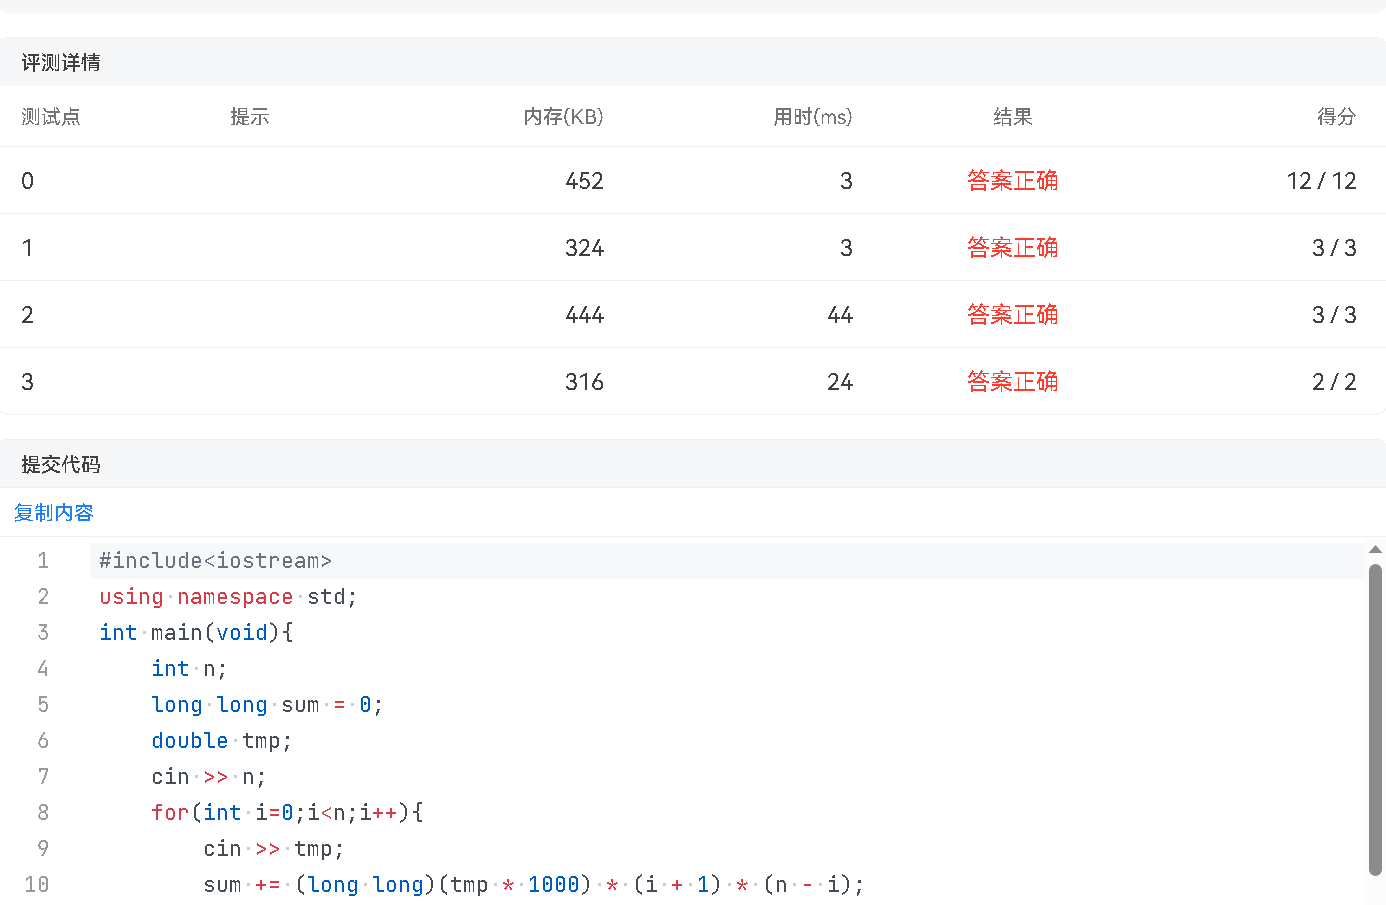 评测详情
测试点 提示 内存(KB) 用时(ms) 结果 得分
0 452 3 答案正确 12 / 12
1 324 3 答案正确 3 / 3
2 444 44 答案正确 3 / 3
3 316 24 答案正确 2 / 2
提交代码
复制内容
1 #include<iostream>
2 using·namespace·std;
3 int·main(void){
4 int·n;
5 long·long·sum·=·0;
6 double·tmp;
7 cin·>>·n;
8 for(int·i=0;i<n;i++){
9 cin·>>·tmp;
10 sum·+=·(long·long)(tmp·*·1000)·*·(i·+·1)·*·(n·-·i);